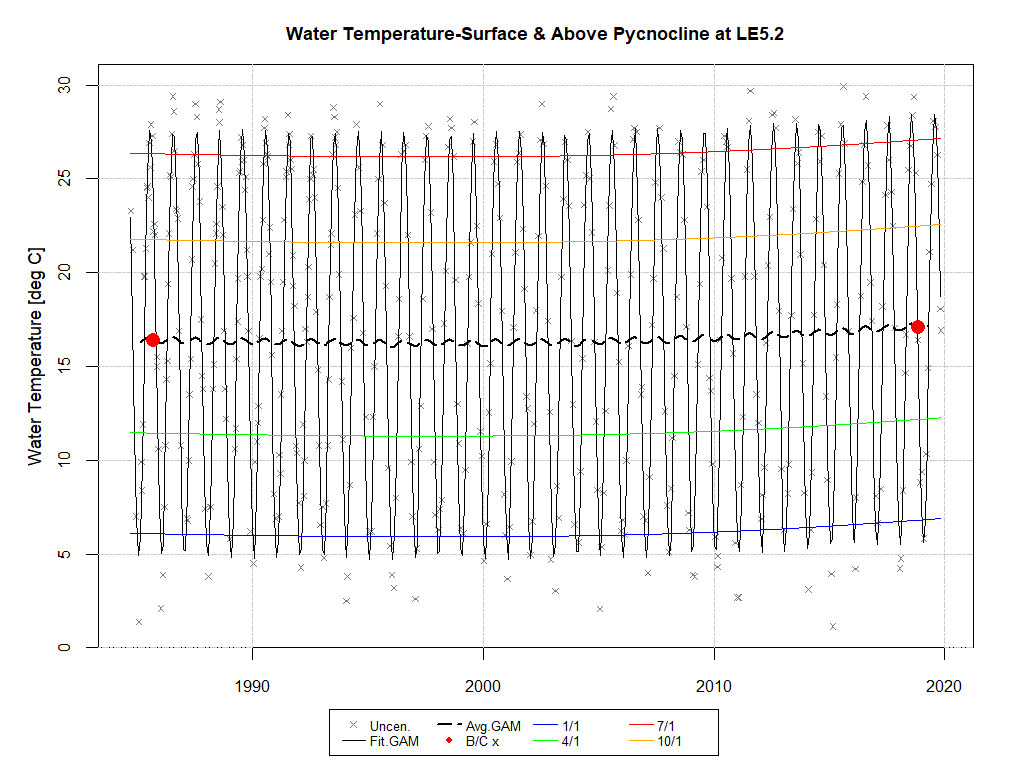 Water Temperature-Surface & Above Pycnocline at LE5.2
Water Temperature [deg C]
30
25
20
15
10
5
0
1990 2000 2010 2020
Uncen. Avg.GAM 1/1 7/1
Fit.GAM B/C x 4/1 10/1